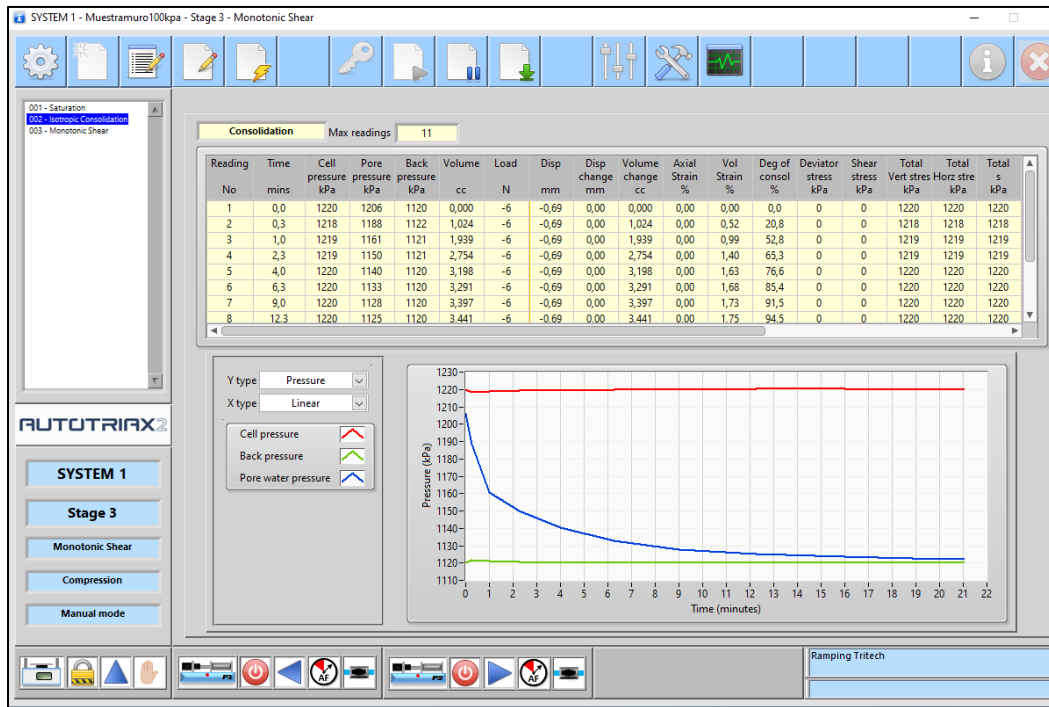 SYSTEM 1 - Muestramuro100kpa - Stage 3 - Monotonic Shear
001 - Saturation
002 - Isotropic Consolidation
003 - Monotonic Shear
Consolidation Max readings 11
Reading Time Cell Pore Back Volume Load Disp Disp Volume Axial Vol Deg of Deviator Shear Total Total Total
pressure pressure pressure change change Strain Strain consol stress stress Vert stres Horz stre s
No mins kPa kPa kPa cc N mm mm cc % % % kPa kPa kPa kPa kPa
1 0,0 1220 1206 1120 0,000 -6 -0,69 0,00 0,000 0,00 0,00 0,0 0 0 1220 1220 1220
2 0,3 1218 1188 1122 1,024 -6 -0,69 0,00 1,024 0,00 0,52 20,8 0 0 1218 1218 1218
3 1,0 1219 1161 1121 1,939 -6 -0,69 0,00 1,939 0,00 0,99 52,8 0 0 1219 1219 1219
4 2,3 1219 1150 1121 2,754 -6 -0,69 0,00 2,754 0,00 1,40 65,3 0 0 1219 1219 1219
5 4,0 1220 1140 1120 3,198 -6 -0,69 0,00 3,198 0,00 1,63 76,6 0 0 1220 1220 1220
6 6,3 1220 1133 1120 3,291 -6 -0,69 0,00 3,291 0,00 1,68 85,4 0 0 1220 1220 1220
7 9,0 1220 1128 1120 3,397 -6 -0,69 0,00 3,397 0,00 1,73 91,5 0 0 1220 1220 1220
8 12,3 1220 1125 1120 3,441 -6 -0,69 0,00 3,441 0,00 1,75 94,5 0 0 1220 1220 1220
Y type Pressure
X type Linear
Cell pressure
Back pressure
Pore water pressure
Pressure (kPa)
1230
1220
1210
1200
1190
1180
1170
1160
1150
1140
1130
1120
1110
0 1 2 3 4 5 6 7 8 9 10 11 12 13 14 15 16 17 18 19 20 21 22
Time (minutes)
AUTOTRIAX2
SYSTEM 1
Stage 3
Monotonic Shear
Compression
Manual mode
P1
AF
P2
AF
Ramping Tritech